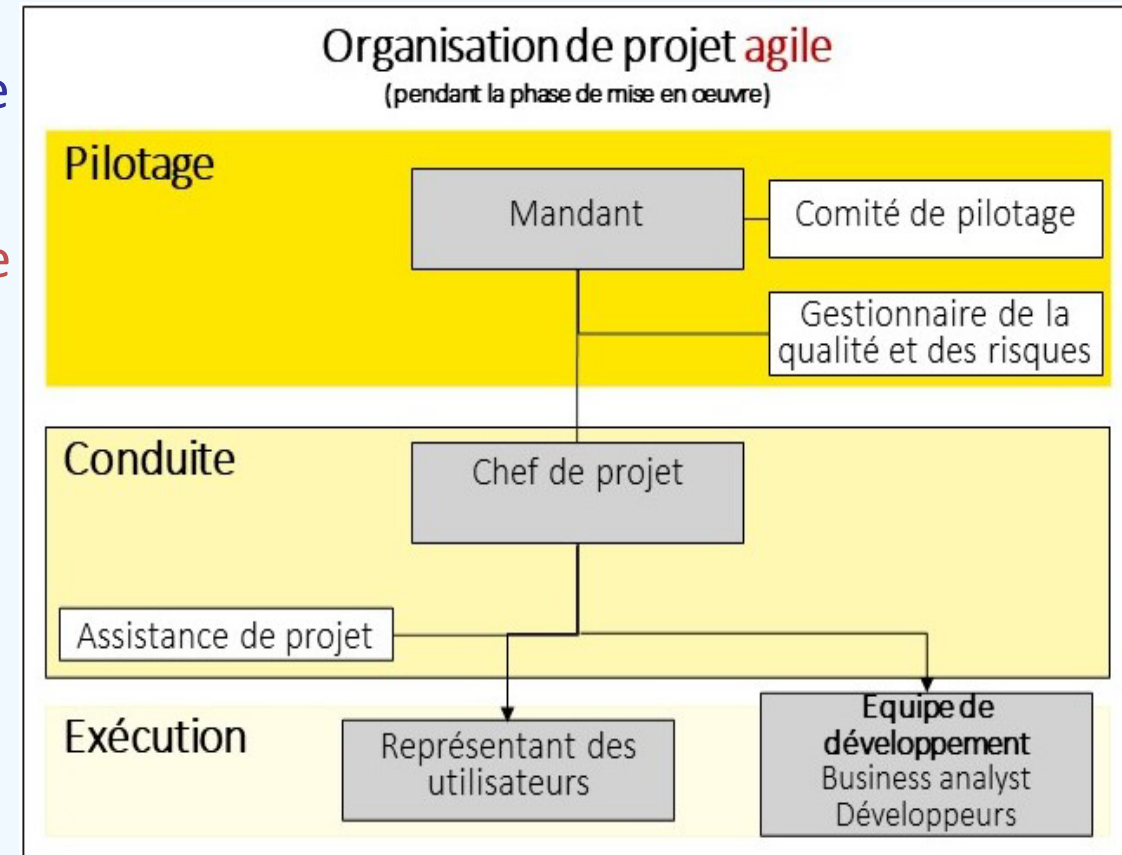 Organisation de projet agile
(pendant la phase de mise en oeuvre)
e
e
Pilotage
Mandant
Comité de pilotage
Gestionnaire de la
qualité et des risques
Conduite
Chef de projet
Assistance de projet
Exécution
Représentant des
utilisateurs
Equipe de
développement
Business analyst
Développeurs